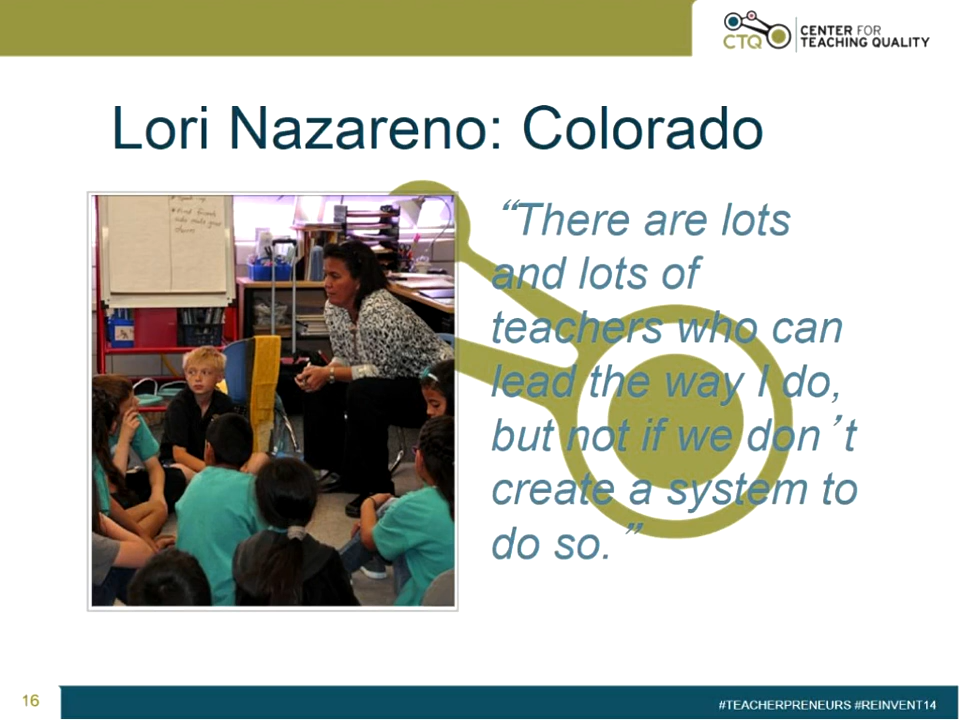 CTQ
CENTER FOR
TEACHING QUALITY
Lori Nazareno: Colorado
“There are lots
and lots of
teachers who can
lead the way I do,
but not if we don’t
create a system to
do so.”
16
#TEACHERPRENEURS #REINVENT14